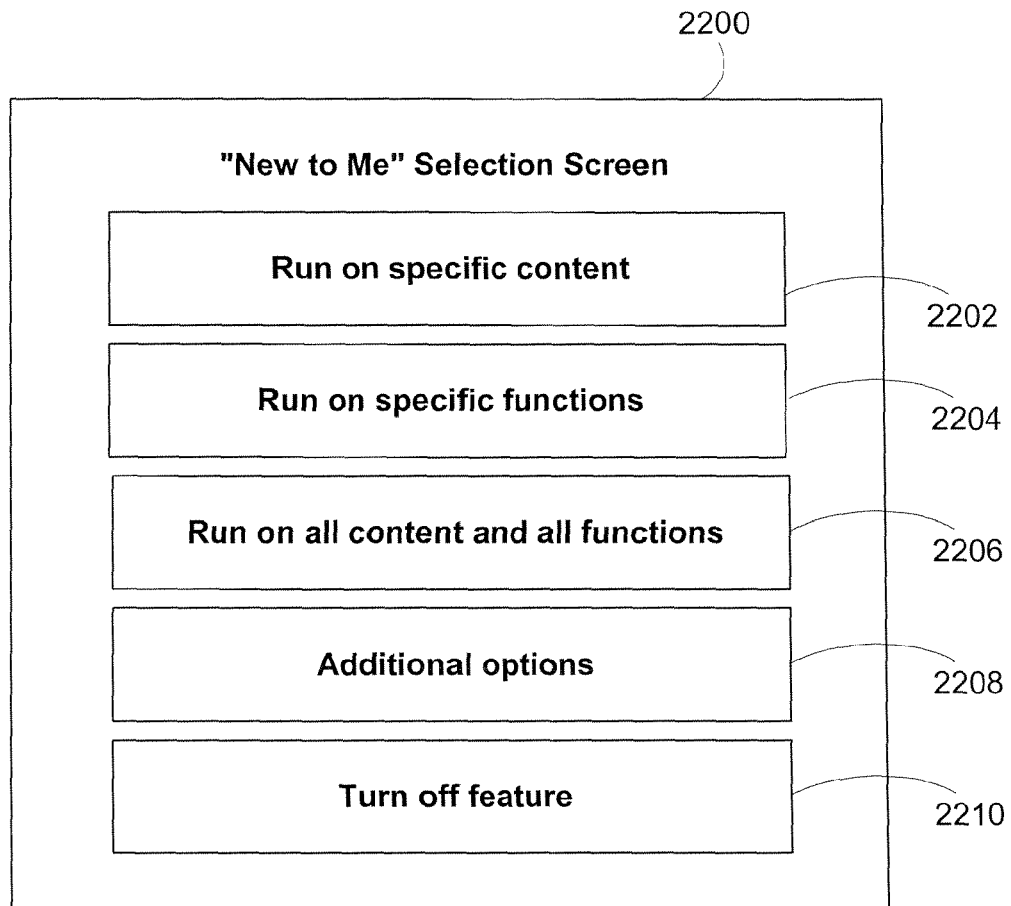 2200
"New to Me" Selection Screen
Run on specific content
2202
Run on specific functions
2204
Run on all content and all functions
2206
Additional options
2208
Turn off feature
2210